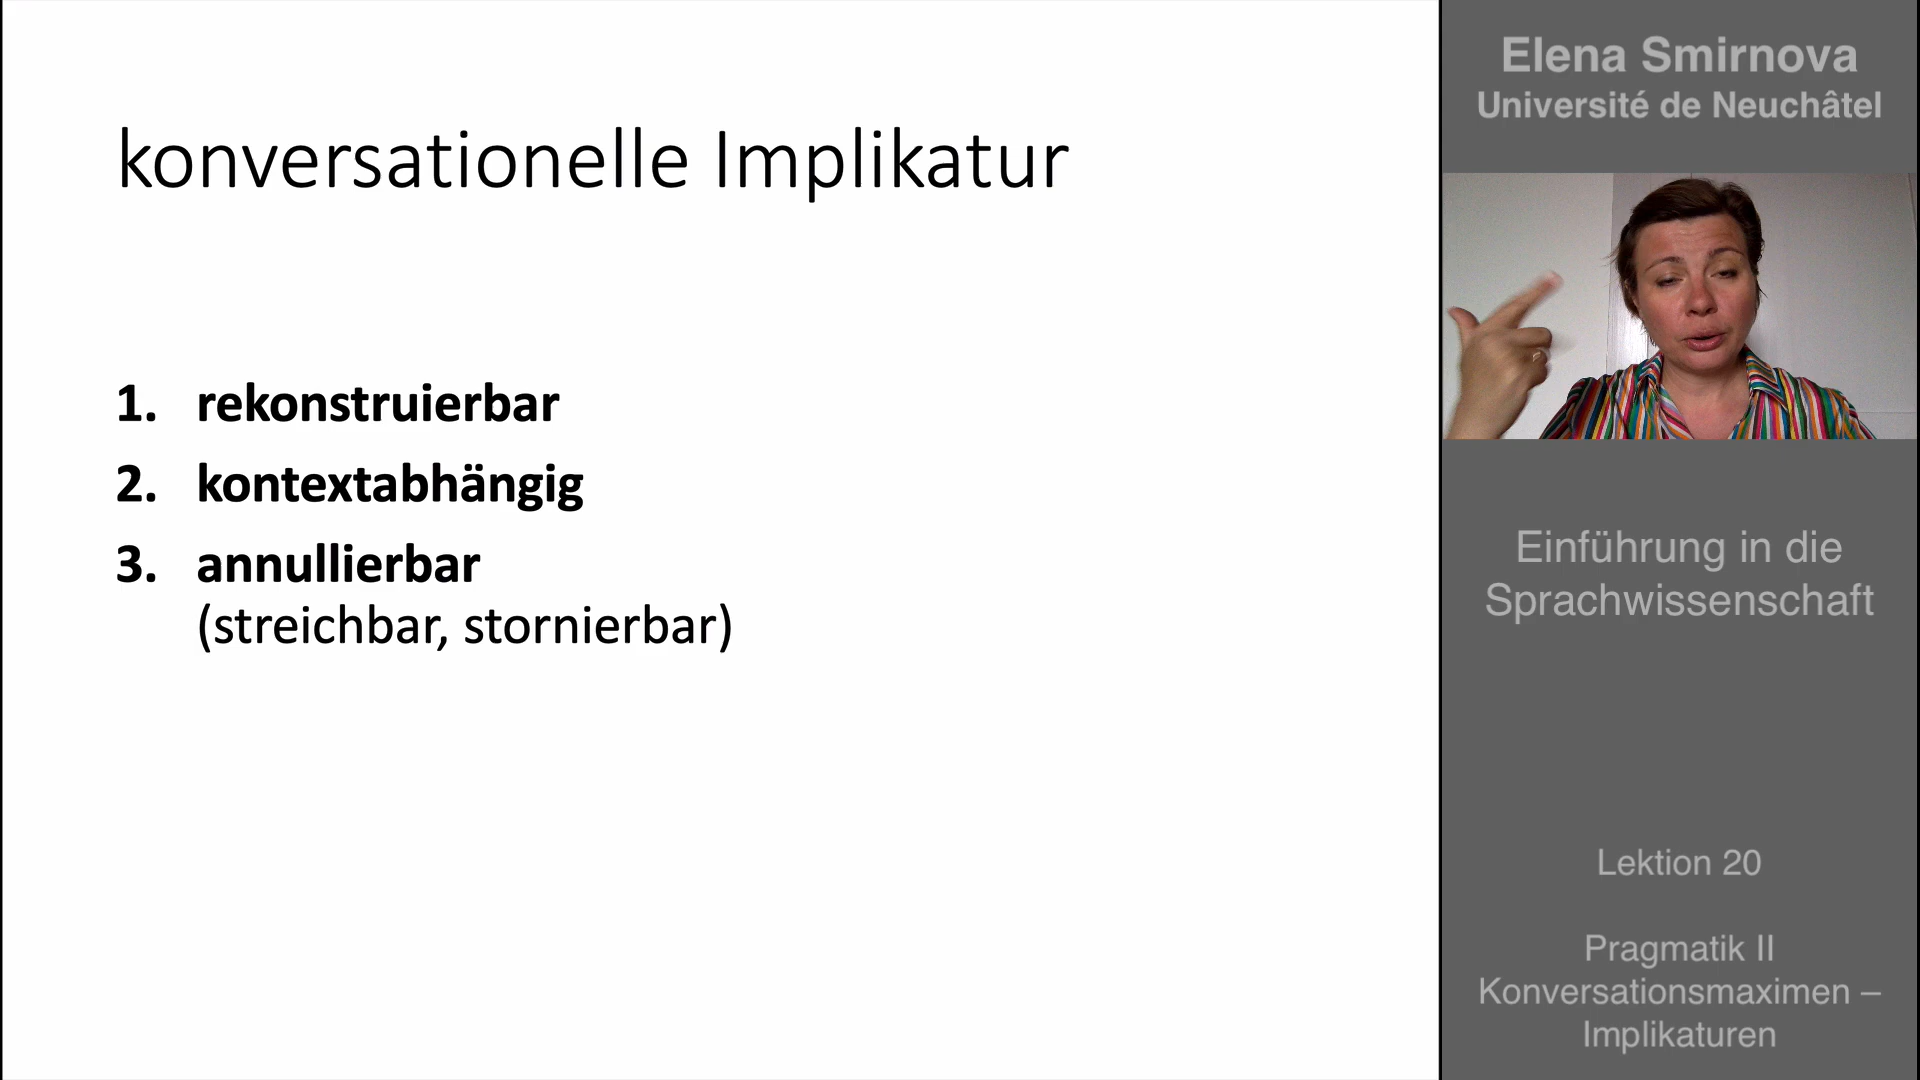 konversationelle Implikatur
1. rekonstruierbar
2. kontextabhängig
3. annullierbar
(streichbar, stornierbar)
Elena Smirnova
Université de Neuchâtel
Einführung in die
Sprachwissenschaft
Lektion 20
Pragmatik II
Konversationsmaximen –
Implikaturen